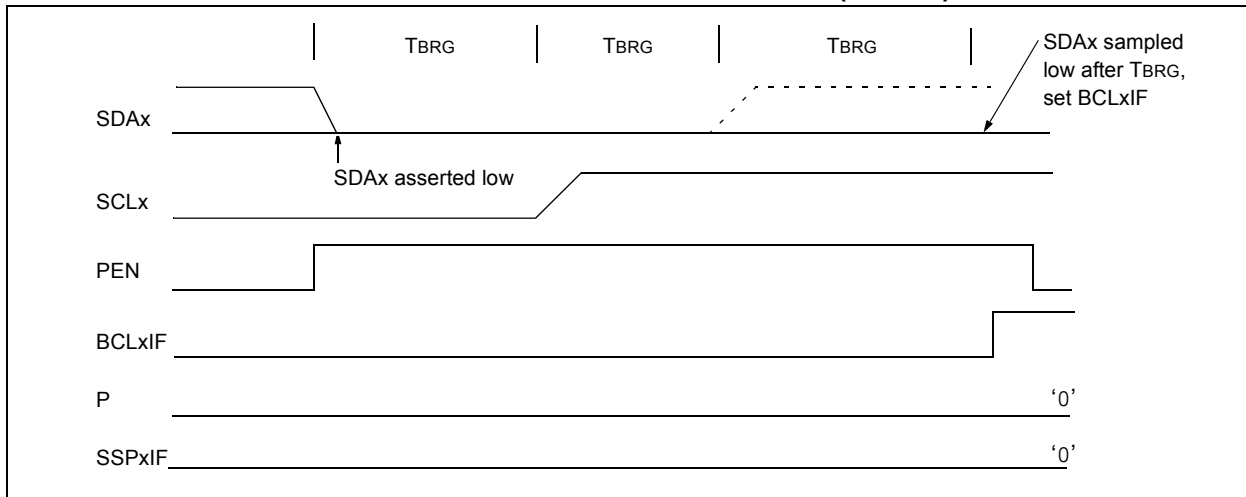 TBRG TBRG TBRG
SDAx sampled
low after TBRG,
set BCLxIF
SDAx
SDAx asserted low
SCLx
PEN
BCLxIF
P ‘0’
SSPxIF ‘0’